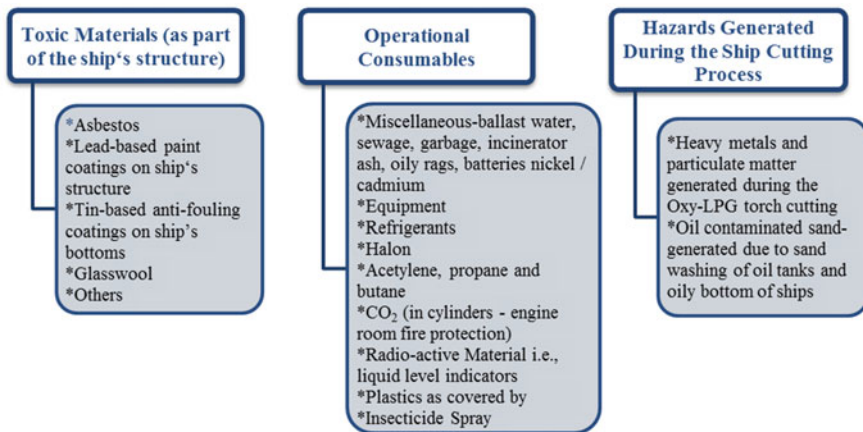 Toxic Materials (as part
of the ship‘s structure)
*Asbestos
*Lead-based paint
coatings on ship‘s
structure
*Tin-based anti-fouling
coatings on ship’s
bottoms
*Glasswool
*Others
Operational
Consumables
*Miscellaneous-ballast water,
sewage, garbage, incinerator
ash, oily rags, batteries nickel /
cadmium
*Equipment
*Refrigerants
*Halon
*Acetylene, propane and
butane
*CO₂ (in cylinders - engine
room fire protection)
*Radio-active Material i.e.,
liquid level indicators
*Plastics as covered by
*Insecticide Spray
Hazards Generated
During the Ship Cutting
Process
*Heavy metals and
particulate matter
generated during the
Oxy-LPG torch cutting
*Oil contaminated sand-
generated due to sand
washing of oil tanks and
oily bottom of ships